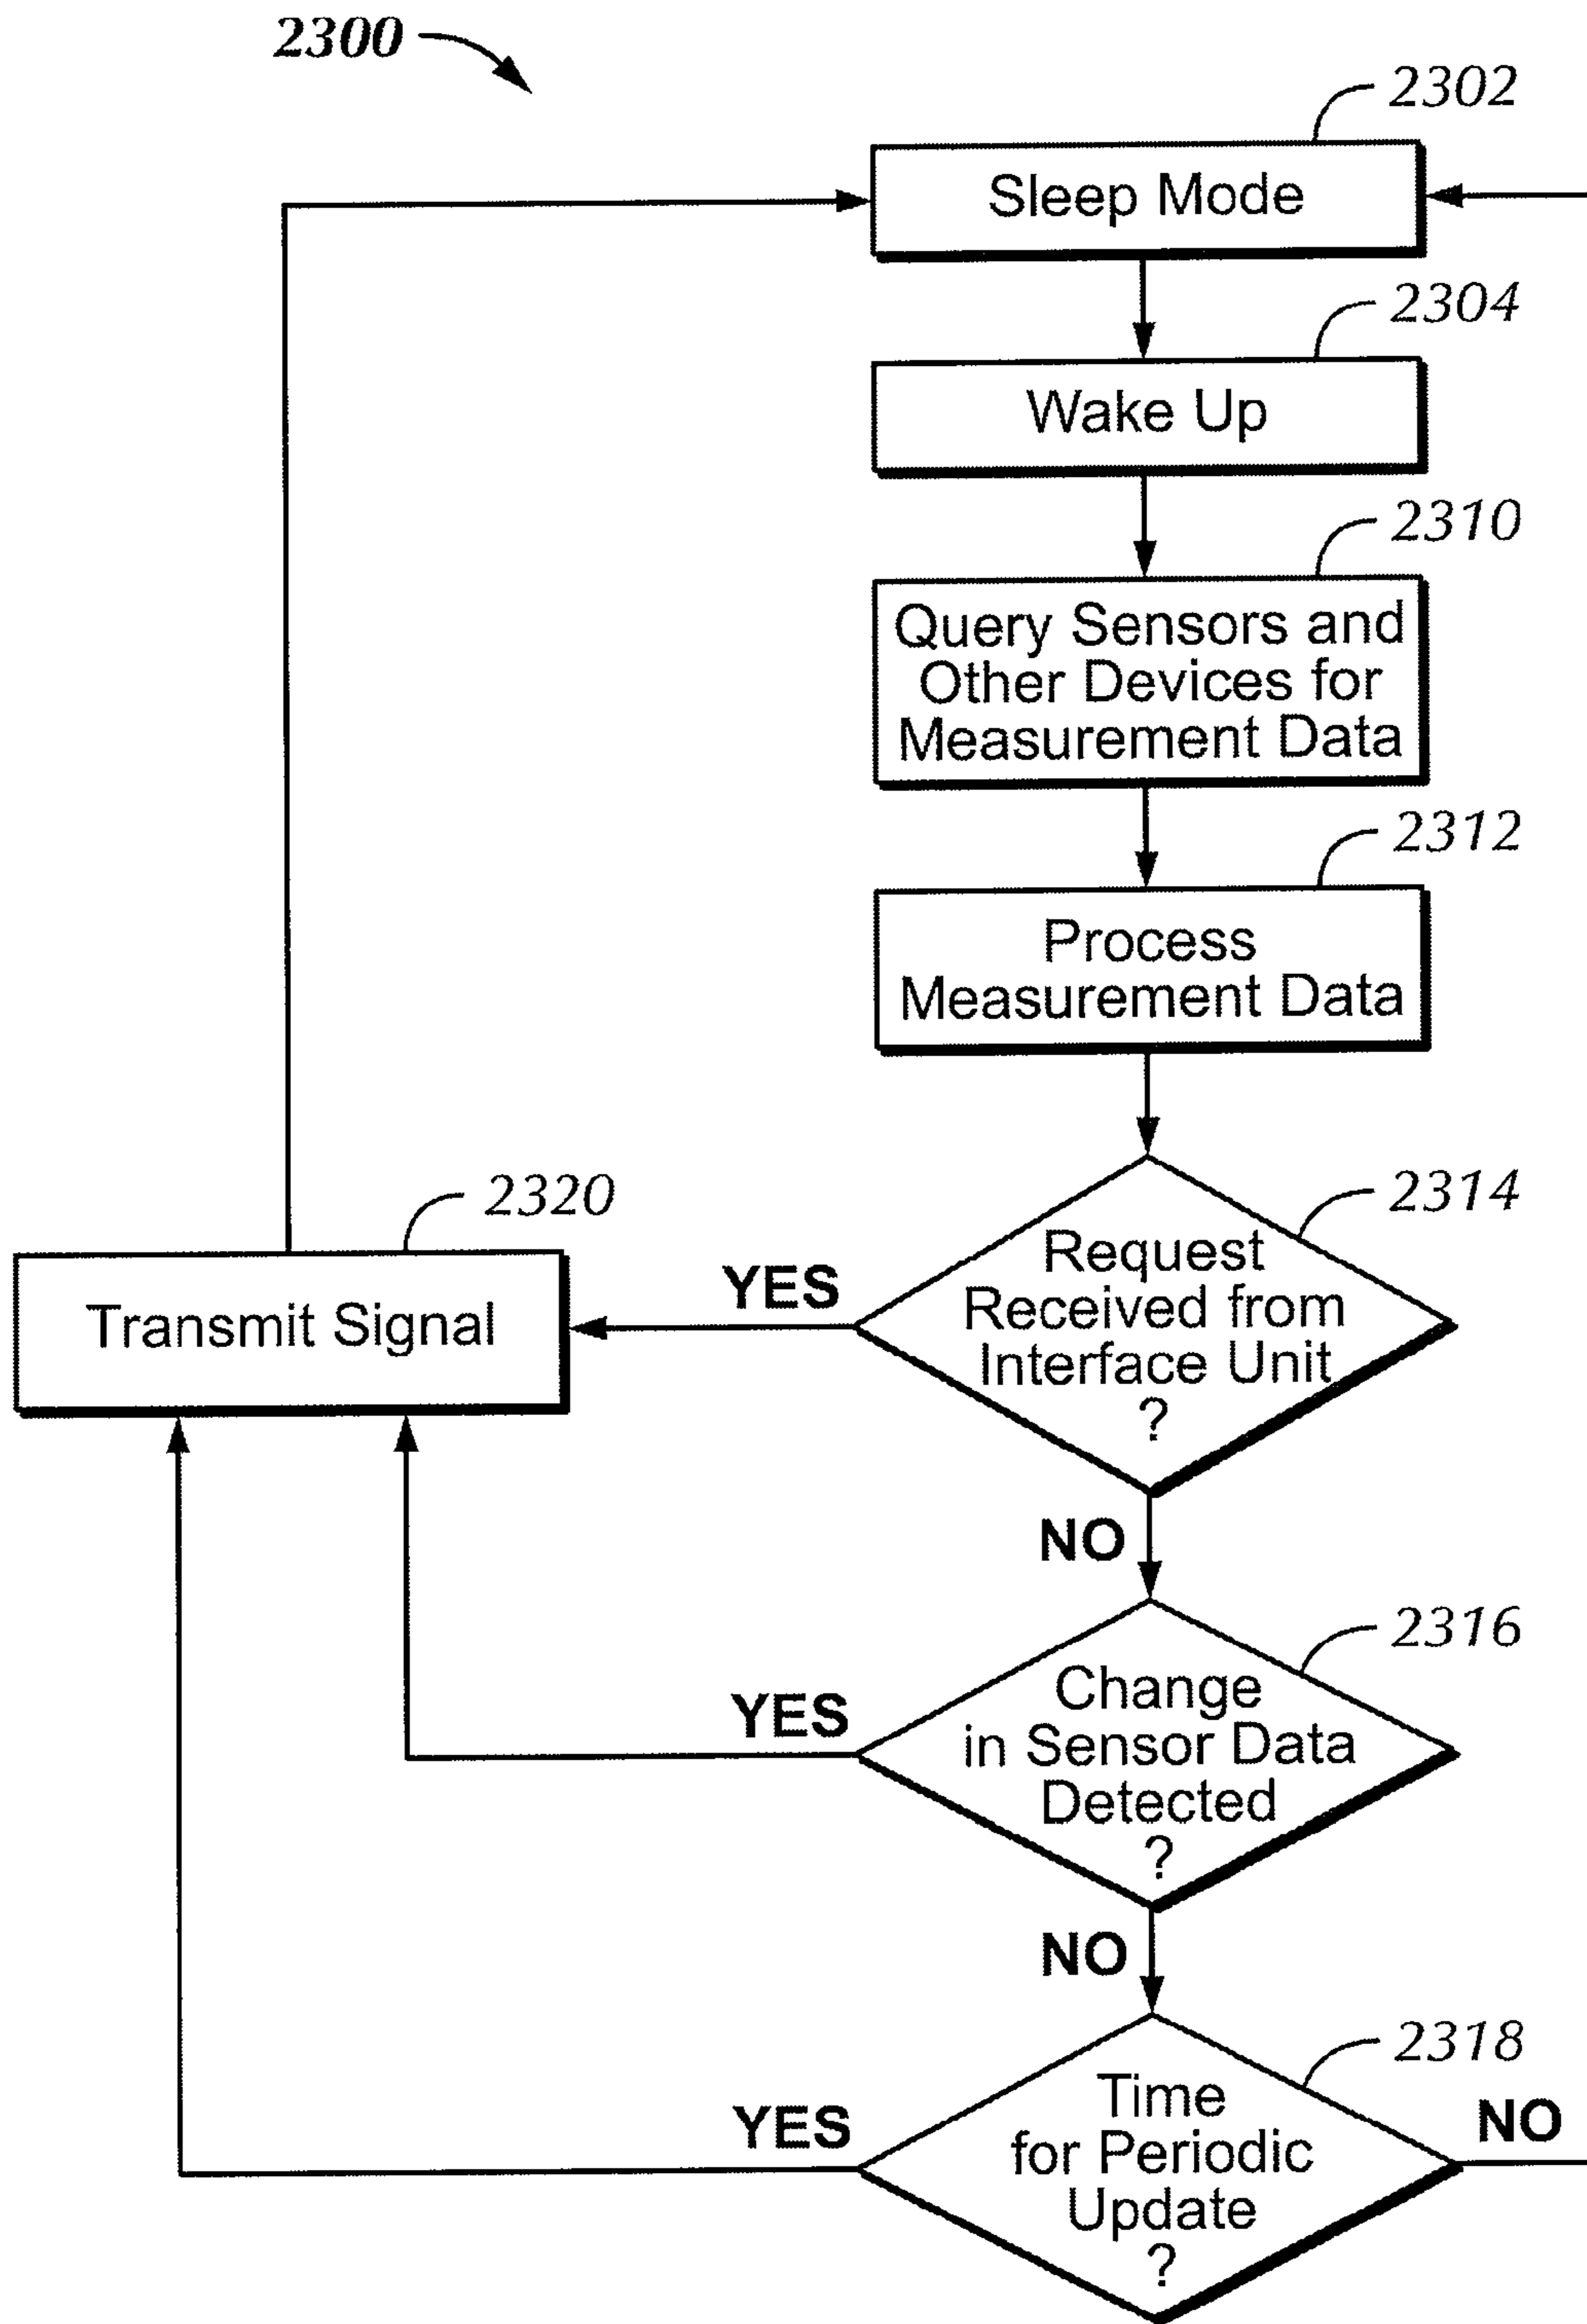 2300
2302
Sleep Mode
2304
Wake Up
2310
Query Sensors and
Other Devices for
Measurement Data
2312
Process
Measurement Data
2314
Request
Received from
Interface Unit
?
YES
2320
Transmit Signal
NO
2316
Change
in Sensor Data
Detected
?
YES
NO
2318
Time
for Periodic
Update
?
YES
NO